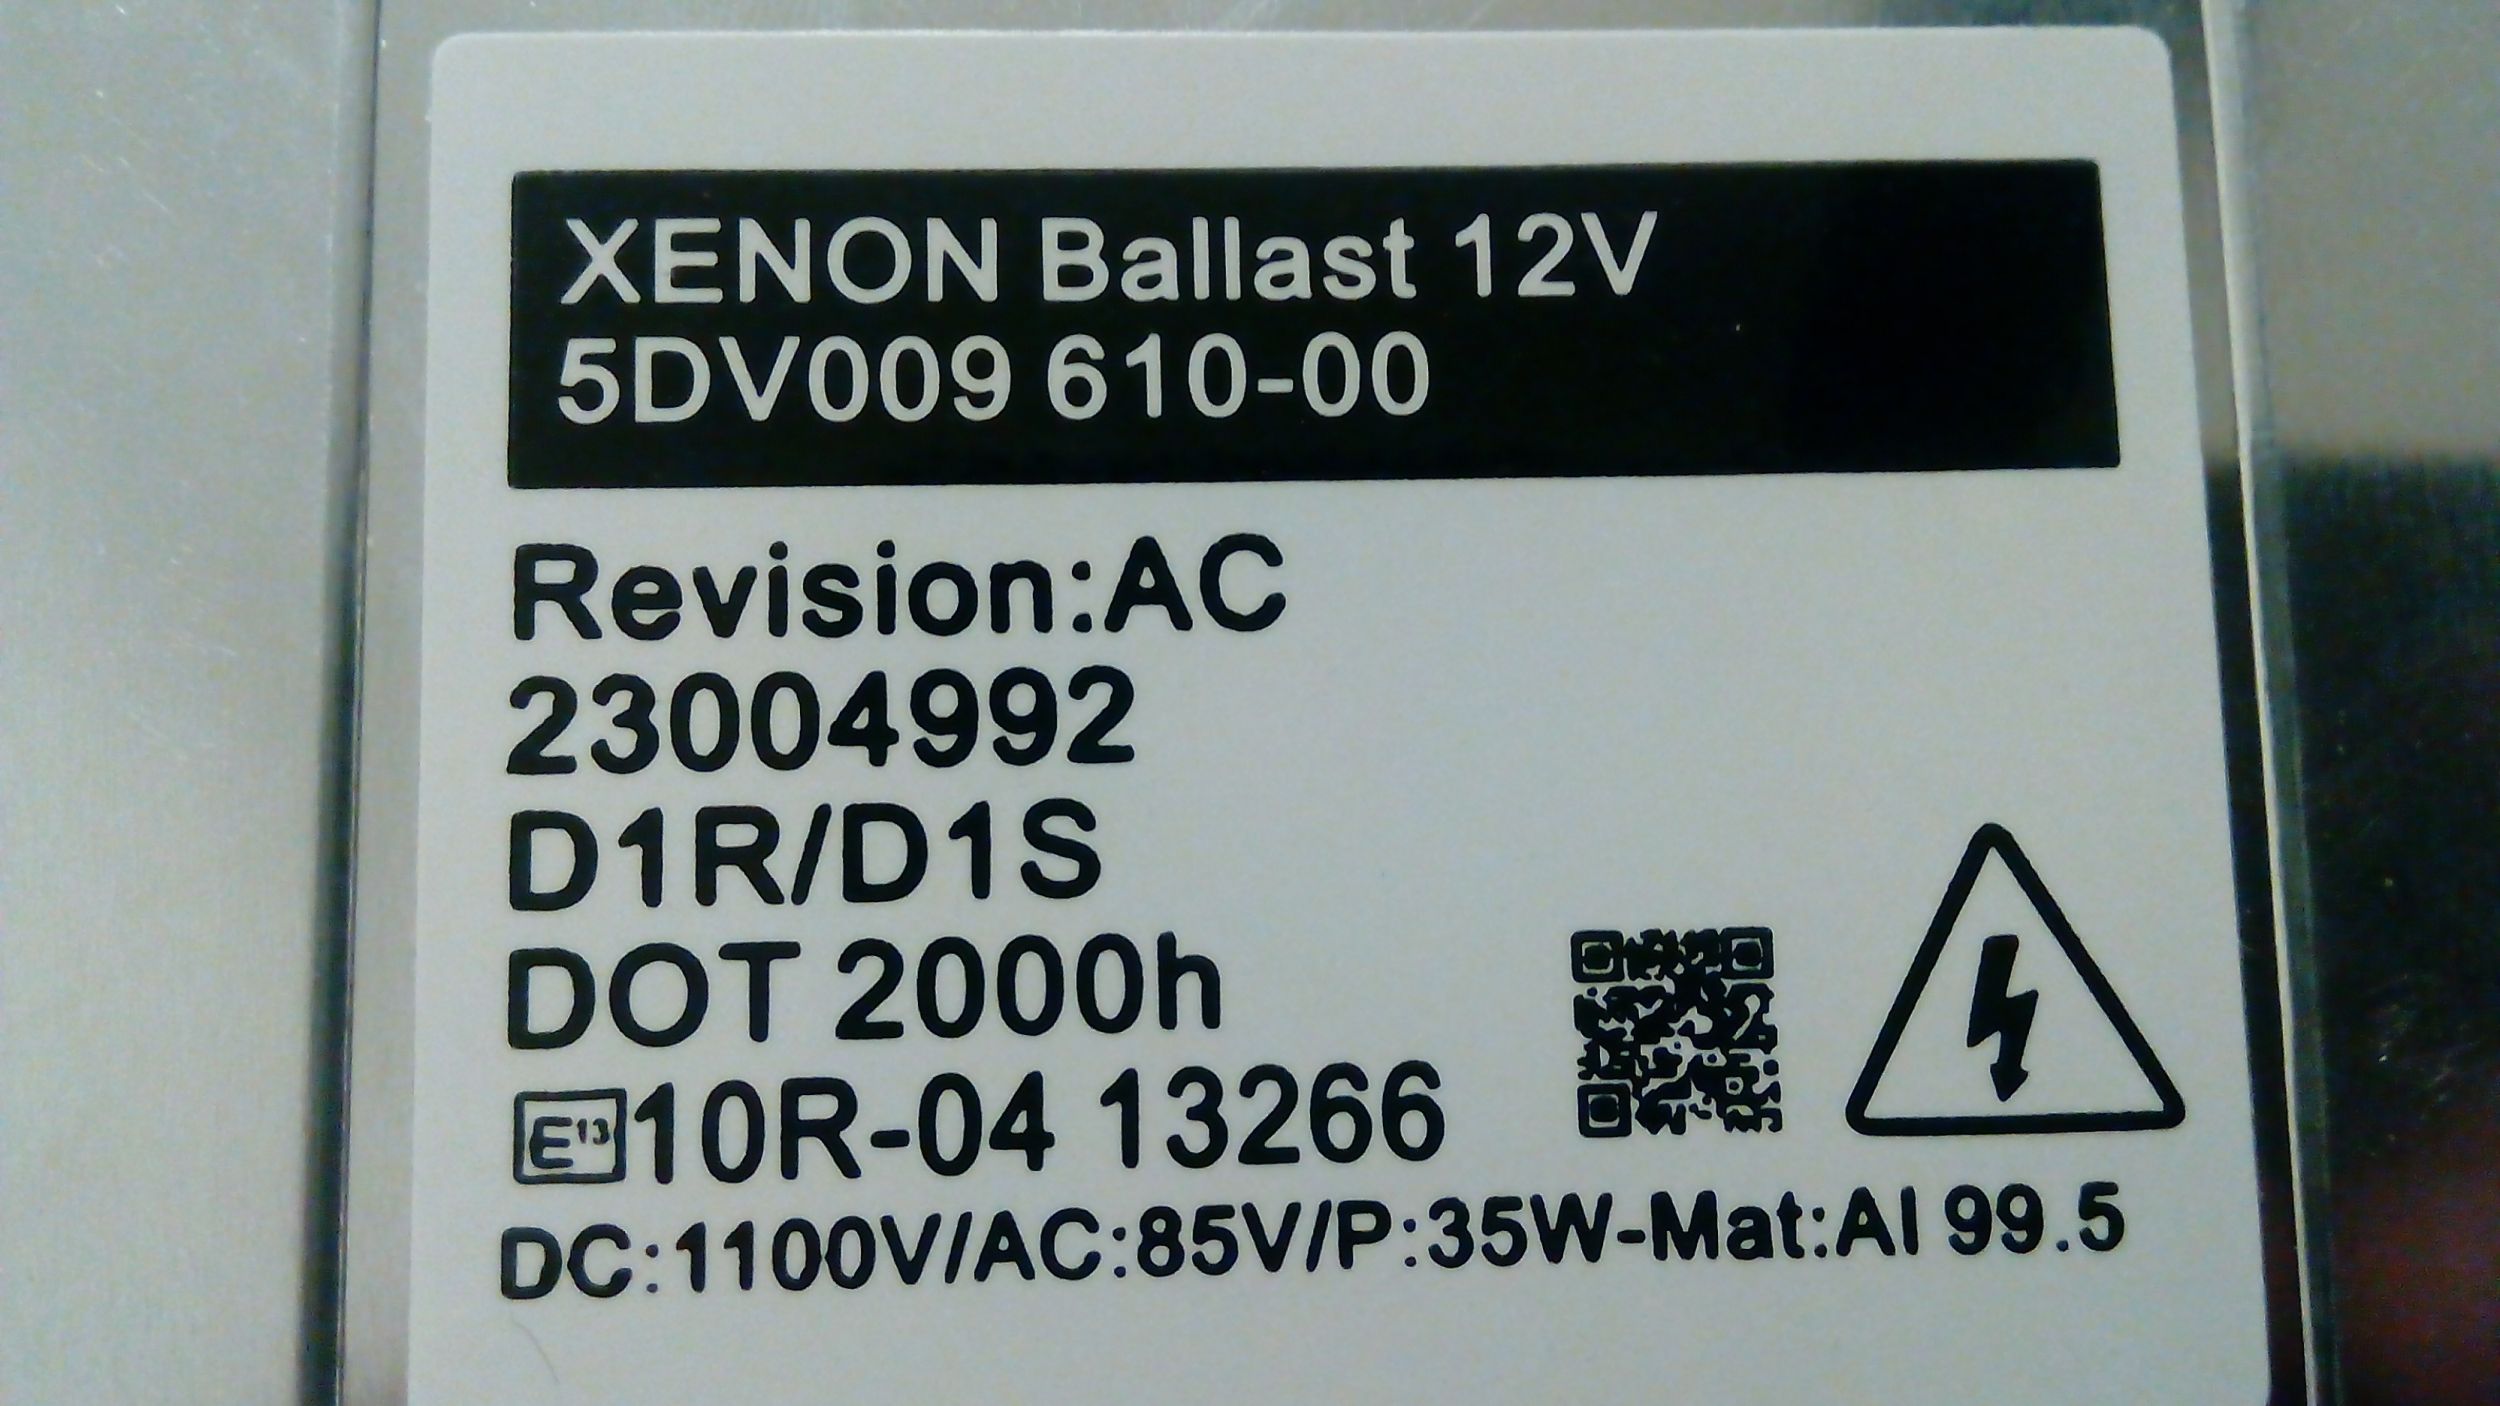 XENON Ballast 12V
5DV009 610-00
Revision:AC
23004992
D1R/D1S
DOT 2000h
E13 10R-04 13266
DC:1100V/AC:85V/P:35W-Mat:Al 99.5